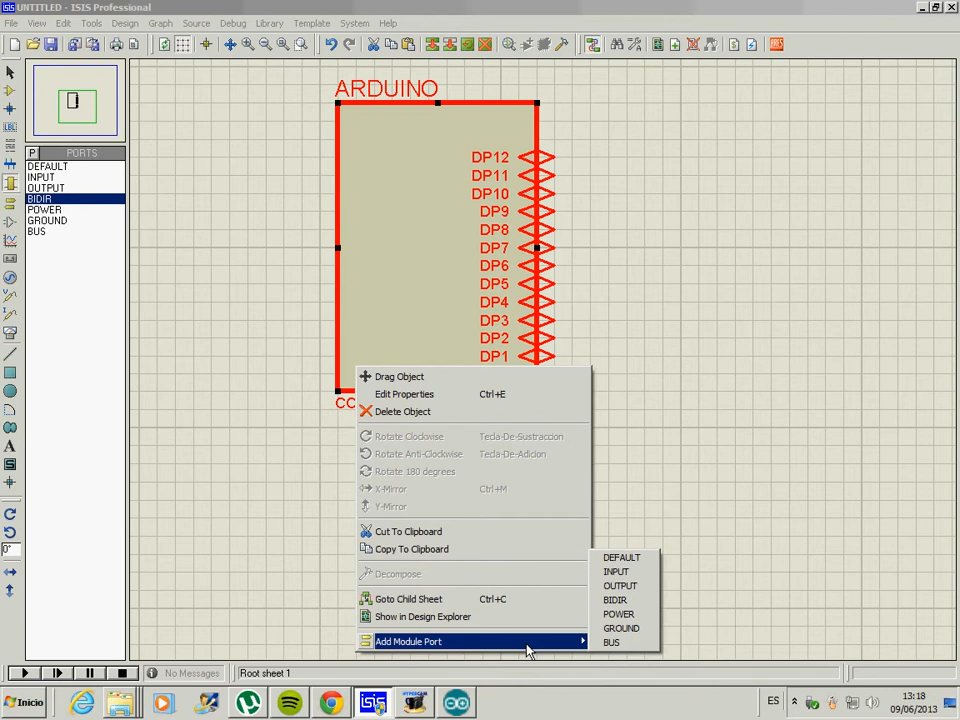 UNTITLED - ISIS Professional
File View Edit Tools Design Graph Source Debug Library Template System Help
LBL
ARES
P PORTS
DEFAULT
INPUT
OUTPUT
BIDIR
POWER
GROUND
BUS
A
0°
ARDUINO
DP12
DP11
DP10
DP9
DP8
DP7
DP6
DP5
DP4
DP3
DP2
DP1
CO
Drag Object
Edit Properties Ctrl+E
Delete Object
Rotate Clockwise Tecla-De-Sustraccion
Rotate Anti-Clockwise Tecla-De-Adicion
Rotate 180 degrees
X-Mirror Ctrl+M
Y-Mirror
Cut To Clipboard
Copy To Clipboard
Decompose
Goto Child Sheet Ctrl+C
Show in Design Explorer
Add Module Port
DEFAULT
INPUT
OUTPUT
BIDIR
POWER
GROUND
BUS
No Messages
Root sheet 1
Inicio
ISIS
HYPERCAM
ES
13:18
09/06/2013